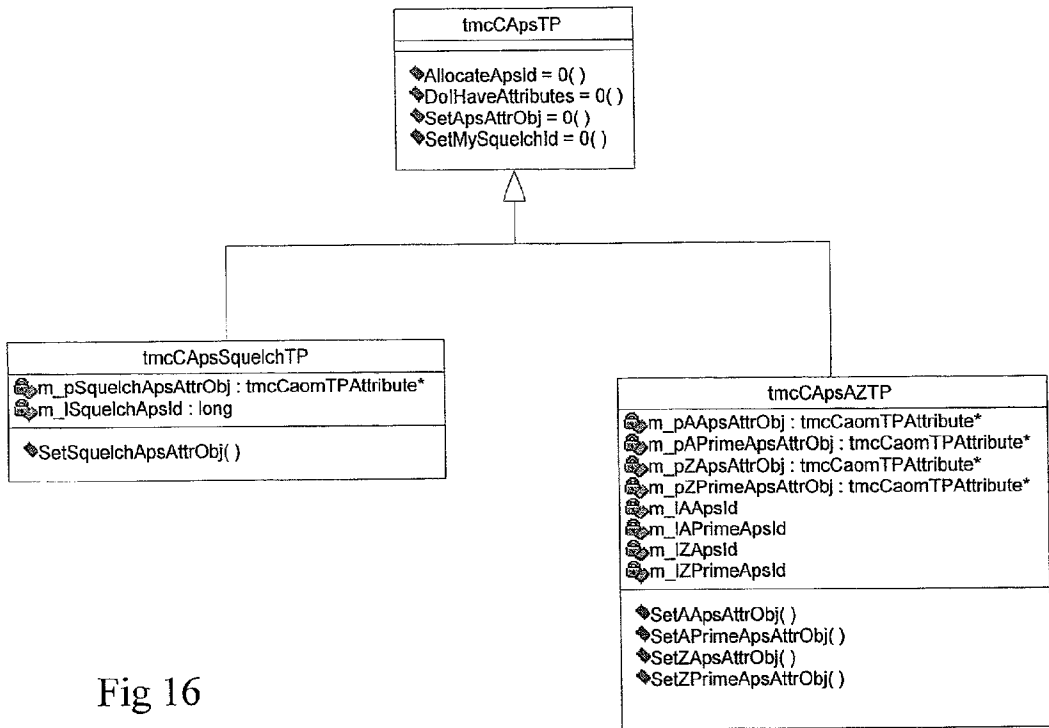 tmcCApsTP
AllocateApsId = 0( )
DoIHaveAttributes = 0( )
SetApsAttrObj = 0( )
SetMySquelchId = 0( )
tmcCApsSquelchTP
m_pSquelchApsAttrObj : tmcCaomTPAttribute*
m_lSquelchApsId : long
SetSquelchApsAttrObj( )
tmcCApsAZTP
m_pAApsAttrObj : tmcCaomTPAttribute*
m_pAPrimeApsAttrObj : tmcCaomTPAttribute*
m_pZApsAttrObj : tmcCaomTPAttribute*
m_pZPrimeApsAttrObj : tmcCaomTPAttribute*
m_lAApsId
m_lAPrimeApsId
m_lZApsId
m_lZPrimeApsId
SetAApsAttrObj( )
SetAPrimeApsAttrObj( )
SetZApsAttrObj( )
SetZPrimeApsAttrObj( )
Fig 16